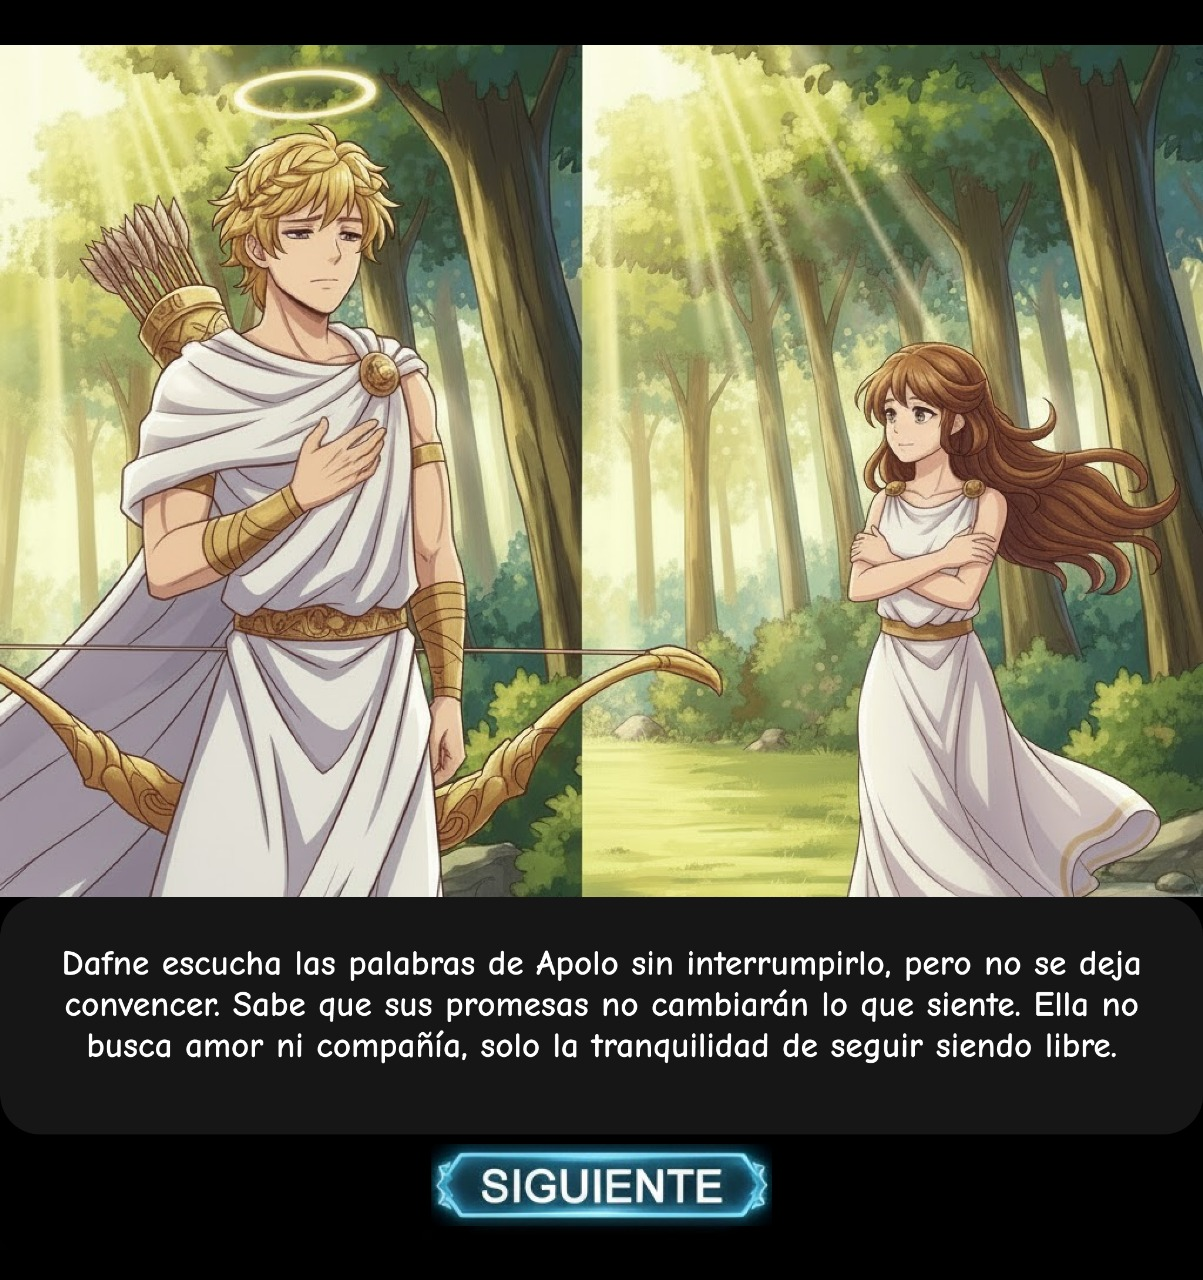 Dafne escucha las palabras de Apolo sin interrumpirlo, pero no se deja
convencer. Sabe que sus promesas no cambiarán lo que siente. Ella no
busca amor ni compañía, solo la tranquilidad de seguir siendo libre.
SIGUIENTE